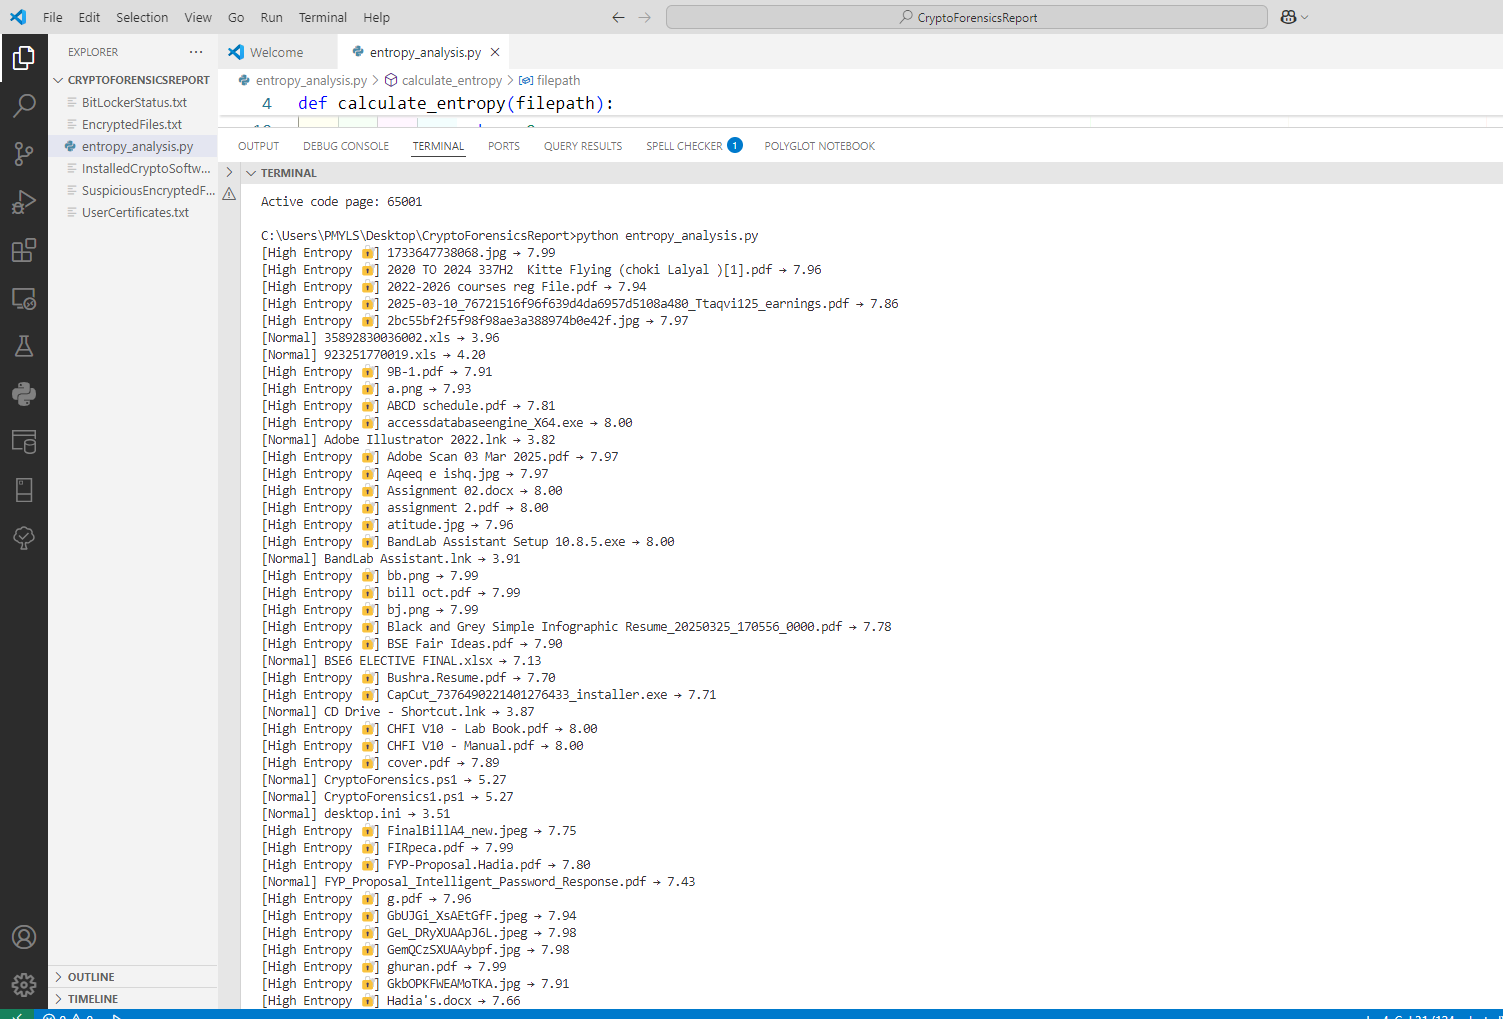 File Edit Selection View Go Run Terminal Help
CryptoForensicsReport
EXPLORER
Welcome
entropy_analysis.py
CRYPTOFORENSICSREPORT
BitLockerStatus.txt
EncryptedFiles.txt
entropy_analysis.py
InstalledCryptoSoftw...
SuspiciousEncryptedF...
UserCertificates.txt
OUTLINE
TIMELINE
entropy_analysis.py > calculate_entropy > filepath
4 def calculate_entropy(filepath):
OUTPUT DEBUG CONSOLE TERMINAL PORTS QUERY RESULTS SPELL CHECKER 1 POLYGLOT NOTEBOOK
TERMINAL
Active code page: 65001
C:\Users\PMYLS\Desktop\CryptoForensicsReport>python entropy_analysis.py
[High Entropy 🔒] 1733647738068.jpg → 7.99
[High Entropy 🔒] 2020 TO 2024 337H2  Kitte Flying (choki Lalyal )[1].pdf → 7.96
[High Entropy 🔒] 2022-2026 courses reg File.pdf → 7.94
[High Entropy 🔒] 2025-03-10_76721516f96f639d4da6957d5108a480_Ttaqvi125_earnings.pdf → 7.86
[High Entropy 🔒] 2bc55bf2f5f98f98ae3a388974b0e42f.jpg → 7.97
[Normal] 35892830036002.xls → 3.96
[Normal] 923251770019.xls → 4.20
[High Entropy 🔒] 9B-1.pdf → 7.91
[High Entropy 🔒] a.png → 7.93
[High Entropy 🔒] ABCD schedule.pdf → 7.81
[High Entropy 🔒] accessdatabaseengine_X64.exe → 8.00
[Normal] Adobe Illustrator 2022.lnk → 3.82
[High Entropy 🔒] Adobe Scan 03 Mar 2025.pdf → 7.97
[High Entropy 🔒] Aqeeq e ishq.jpg → 7.97
[High Entropy 🔒] Assignment 02.docx → 8.00
[High Entropy 🔒] assignment 2.pdf → 8.00
[High Entropy 🔒] atitude.jpg → 7.96
[High Entropy 🔒] BandLab Assistant Setup 10.8.5.exe → 8.00
[Normal] BandLab Assistant.lnk → 3.91
[High Entropy 🔒] bb.png → 7.99
[High Entropy 🔒] bill oct.pdf → 7.99
[High Entropy 🔒] bj.png → 7.99
[High Entropy 🔒] Black and Grey Simple Infographic Resume_20250325_170556_0000.pdf → 7.78
[High Entropy 🔒] BSE Fair Ideas.pdf → 7.90
[Normal] BSE6 ELECTIVE FINAL.xlsx → 7.13
[High Entropy 🔒] Bushra.Resume.pdf → 7.70
[High Entropy 🔒] CapCut_7376490221401276433_installer.exe → 7.71
[Normal] CD Drive - Shortcut.lnk → 3.87
[High Entropy 🔒] CHFI V10 - Lab Book.pdf → 8.00
[High Entropy 🔒] CHFI V10 - Manual.pdf → 8.00
[High Entropy 🔒] cover.pdf → 7.89
[Normal] CryptoForensics.ps1 → 5.27
[Normal] CryptoForensics1.ps1 → 5.27
[Normal] desktop.ini → 3.51
[High Entropy 🔒] FinalBillA4_new.jpeg → 7.75
[High Entropy 🔒] FIRpeca.pdf → 7.99
[High Entropy 🔒] FYP-Proposal.Hadia.pdf → 7.80
[Normal] FYP_Proposal_Intelligent_Password_Response.pdf → 7.43
[High Entropy 🔒] g.pdf → 7.96
[High Entropy 🔒] GbUJGi_XsAEtGfF.jpeg → 7.94
[High Entropy 🔒] GeL_DRyXUAApJ6L.jpeg → 7.98
[High Entropy 🔒] GemQCzSXUAAybpf.jpg → 7.98
[High Entropy 🔒] ghuran.pdf → 7.99
[High Entropy 🔒] GkbOPKFWEAMoTKA.jpg → 7.91
[High Entropy 🔒] Hadia's.docx → 7.66